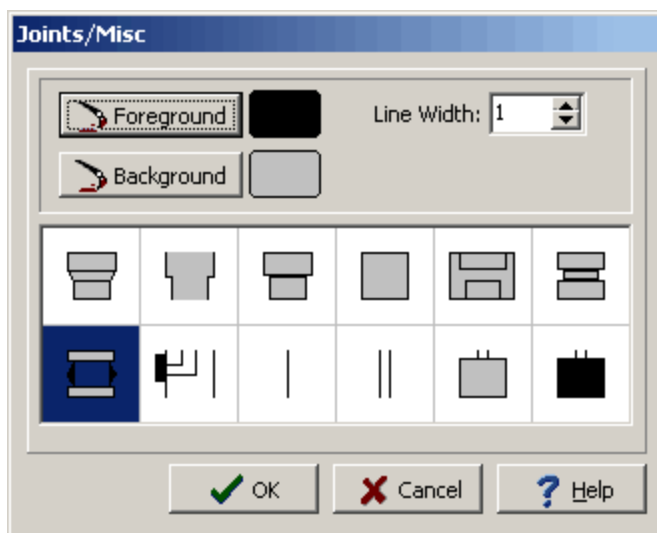 Joints/Misc
Foreground
Line Width: 1
Background
OK
Cancel
? Help